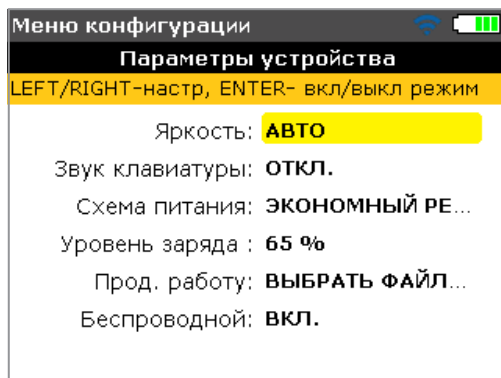 Меню конфигурации
Параметры устройства
LEFT/RIGHT-настр, ENTER- вкл/выкл режим
Яркость: АВТО
Звук клавиатуры: ОТКЛ.
Схема питания: ЭКОНОМНЫЙ РЕ...
Уровень заряда : 65 %
Прод. работу: ВЫБРАТЬ ФАЙЛ...
Беспроводной: ВКЛ.